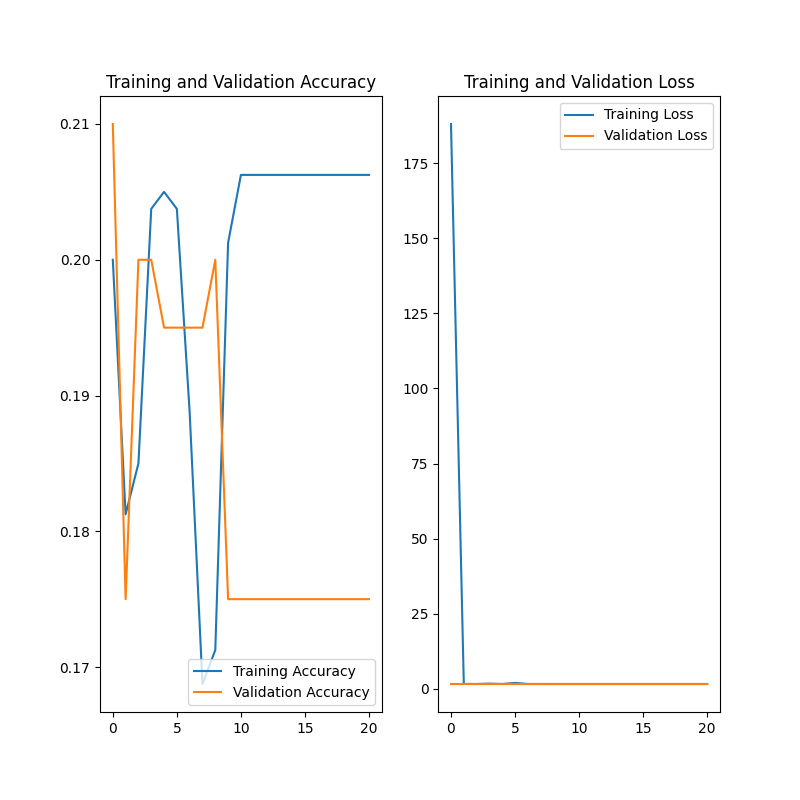 Training and Validation Accuracy
0.21
0.20
0.19
0.18
0.17
0 5 10 15 20
Training Accuracy
Validation Accuracy
Training and Validation Loss
Training Loss
Validation Loss
175
150
125
100
75
50
25
0
0 5 10 15 20